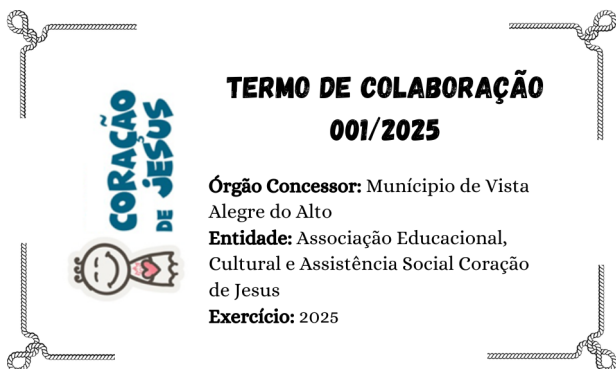 CORAÇÃO
DE JESUS
TERMO DE COLABORAÇÃO
001/2025
Órgão Concessor: Munícipio de Vista
Alegre do Alto
Entidade: Associação Educacional,
Cultural e Assistência Social Coração
de Jesus
Exercício: 2025